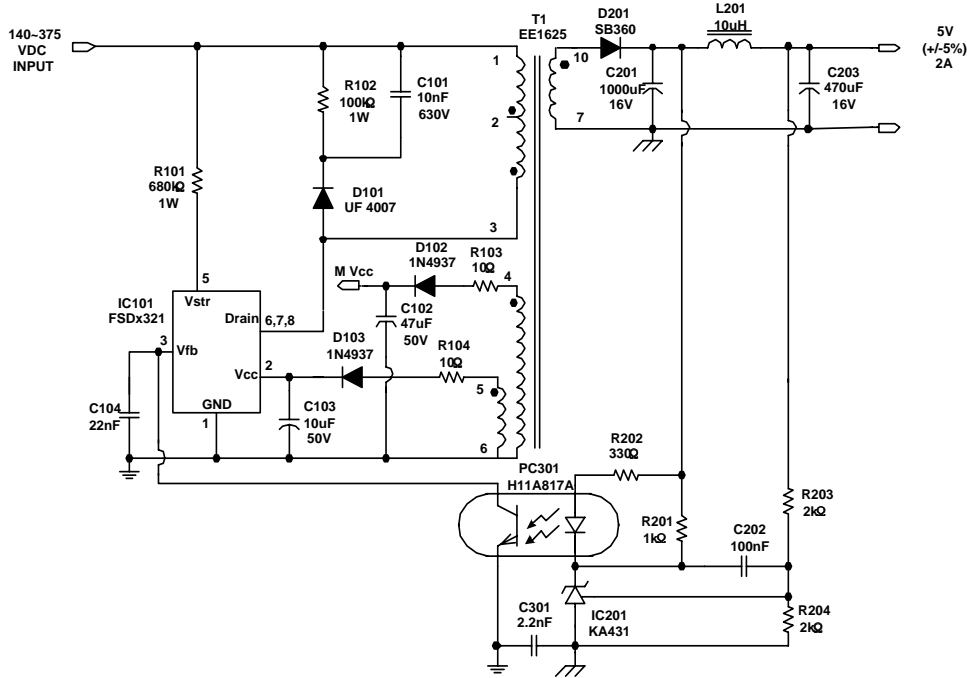 140~375
VDC
INPUT
T1
EE1625
D201
SB360
L201
10uH
5V
(+/-5%)
2A
1
10
R102
100kΩ
1W
C101
10nF
630V
C201
1000uF
16V
C203
470uF
16V
2
7
R101
680kΩ
1W
D101
UF 4007
3
D102
1N4937
R103
10Ω
4
M Vcc
5
Vstr
IC101
FSDx321
Drain
6,7,8
C102
47uF
50V
3
Vfb
D103
1N4937
R104
10Ω
2
Vcc
5
C104
22nF
GND
1
C103
10uF
50V
6
R202
330Ω
PC301
H11A817A
R201
1kΩ
C202
100nF
R203
2kΩ
C301
2.2nF
IC201
KA431
R204
2kΩ